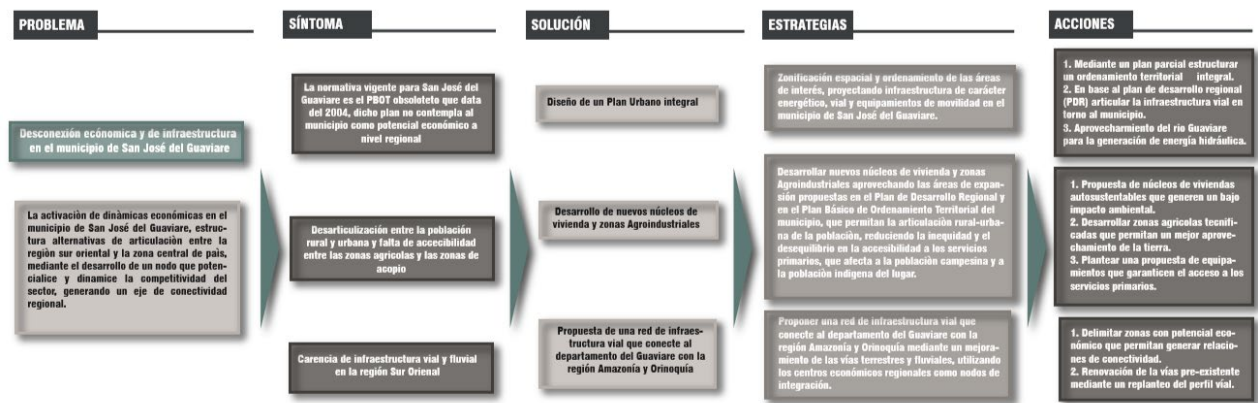 PROBLEMA
Desconexión económica y de infraestructura
en el municipio de San José del Guaviare
La activaciòn de dinàmicas económicas en el
municipio de San José del Guaviare, estruc-
tura alternativas de articulaciòn entre la
regiòn sur oriental y la zona central de paìs,
mediante el desarrollo de un nodo que poten-
cialice y dinamice la competitividad del
sector, generando un eje de conectividad
regional.
SÍNTOMA
La normativa vigente para San José del
Guaviare es el PBOT obsoloteto que data
del 2004, dicho plan no contempla al
municipio como potencial económico a
nivel regional
Desarticulización entre la población
rural y urbana y falta de accecibilidad
entre las zonas agricolas y las zonas de
acopio
Carencia de infraestructura vial y fluvial
en la región Sur Orienal
SOLUCIÓN
Diseño de un Plan Urbano integral
Desarrollo de nuevos núcleos de
vivienda y zonas Agroindustriales
Propuesta de una red de infraes-
tructura vial que conecte al
departamento del Guaviare con la
región Amazonía y Orinoquía
ESTRATEGIAS
Zonificación espacial y ordenamiento de las áreas
de interés, proyectando infraestructura de carácter
energético, vial y equipamientos de movilidad en el
municipio de San José del Guaviare.
Desarrollar nuevos núcleos de vivienda y zonas
Agroindustriales aprovechando las áreas de expan-
sión propuestas en el Plan de Desarrollo Regional y
en el Plan Básico de Ordenamiento Territorial del
municipio, que permitan la articulaciòn rural-urba-
na de la poblaciòn, reduciendo la inequidad y el
desequilibrio en la accesibilidad a los servicios
primarios, que afecta a la poblaciòn campesina y a
la poblaciòn indigena del lugar.
Proponer una red de infraestructura vial que
conecte al departamento del Guaviare con la
región Amazonía y Orinoquía mediante un mejora-
miento de las vías terrestres y fluviales, utilizando
los centros económicos regionales como nodos de
integración.
ACCIONES
1. Mediante un plan parcial estructurar
un ordenamiento territorial integral.
2. En base al plan de desarrollo regional
(PDR) articular la infraestructura vial en
torno al municipio.
3. Aprovecharmiento del rio Guaviare
para la generación de energía hidráulica.
1. Propuesta de núcleos de viviendas
autosustentables que generen un bajo
impacto ambiental.
2. Desarrollar zonas agricolas tecnifi-
cadas que permitan un mejor aprove-
chamiento de la tierra.
3. Plantear una propuesta de equipa-
mientos que garanticen el acceso a los
servicios primarios.
1. Delimitar zonas con potencial eco-
nómico que permitan generar relacio-
nes de conectividad.
2. Renovación de la vías pre-existente
mediante un replanteo del perfil víal.